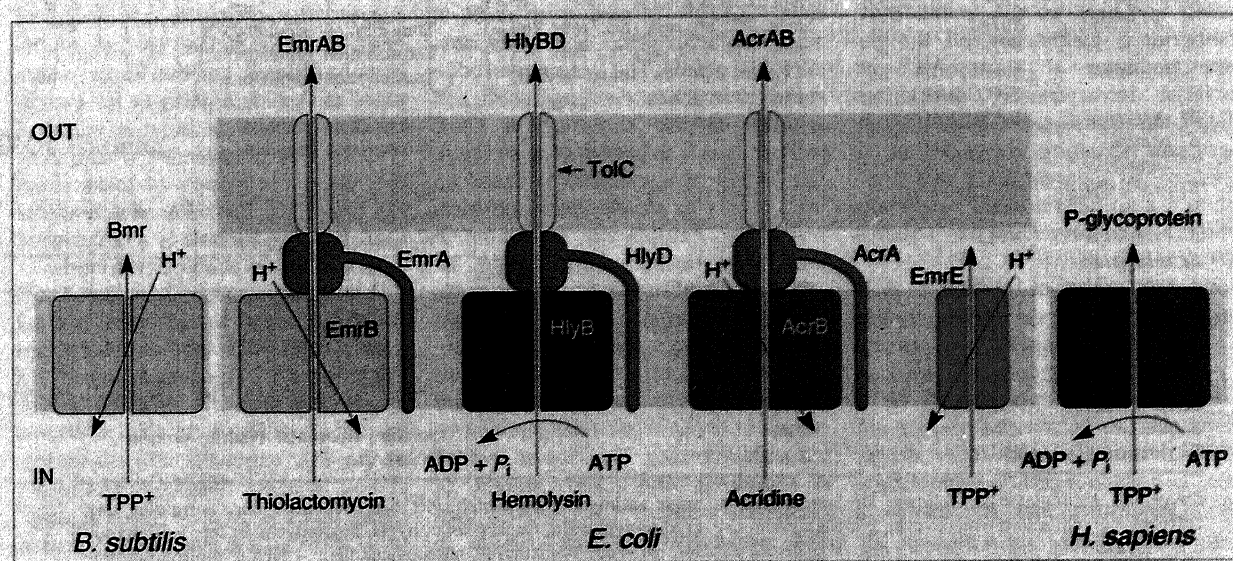 EmrAB HlyBD AcrAB
OUT
TolC
Bmr P-glycoprotein
H⁺ H⁺ EmrA HlyD H⁺ AcrA EmrE H⁺
EmrB HlyB AcrB
ADP + Pᵢ ATP ADP + Pᵢ ATP
IN
TPP⁺ Thiolactomycin Hemolysin Acridine TPP⁺ TPP⁺
B. subtilis E. coli H. sapiens